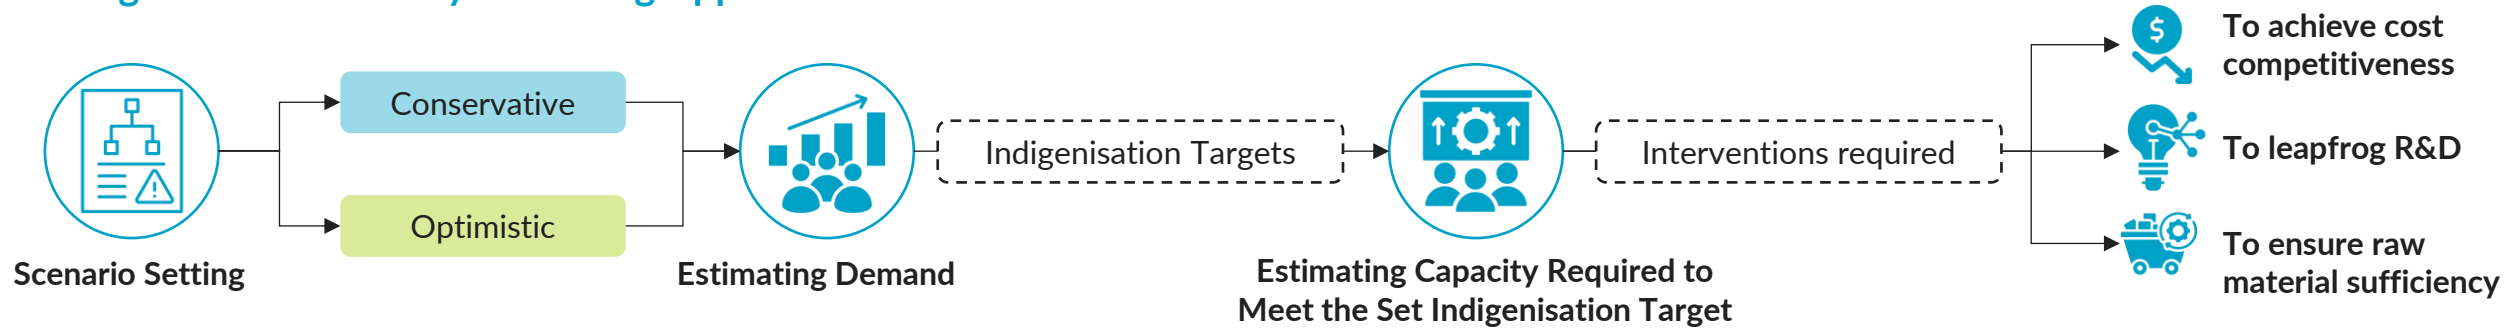 Scenario Setting
Conservative
Optimistic
Estimating Demand
Indigenisation Targets
Estimating Capacity Required to
Meet the Set Indigenisation Target
Interventions required
To achieve cost
competitiveness
To leapfrog R&D
To ensure raw
material sufficiency